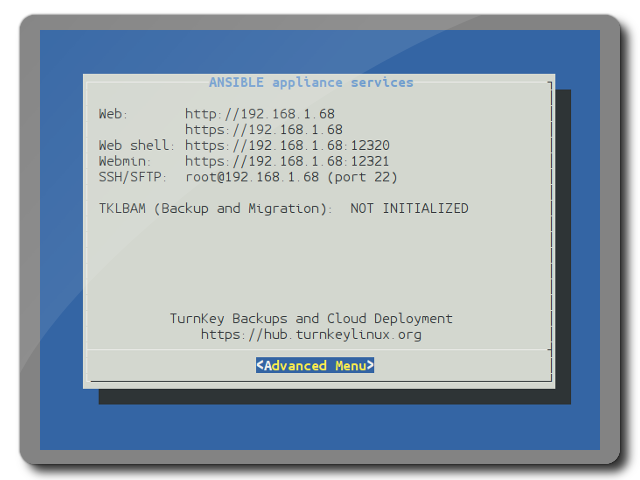 ANSIBLE appliance services
Web: http://192.168.1.68
https://192.168.1.68
Web shell: https://192.168.1.68:12320
Webmin: https://192.168.1.68:12321
SSH/SFTP: root@192.168.1.68 (port 22)
TKLBAM (Backup and Migration): NOT INITIALIZED
TurnKey Backups and Cloud Deployment
https://hub.turnkeylinux.org
<Advanced Menu>